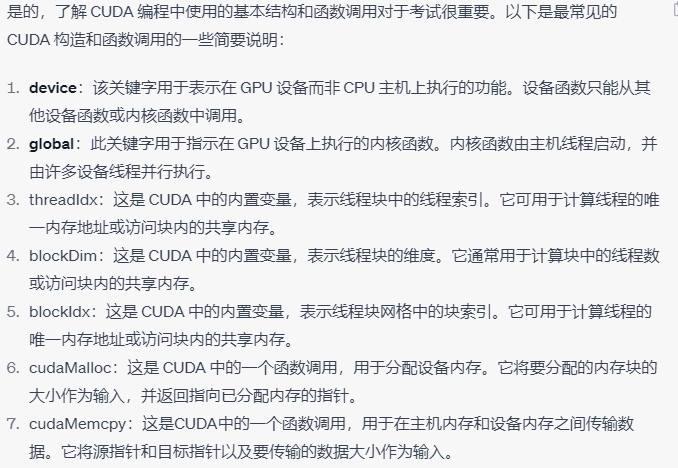 是的，了解 CUDA 编程中使用的基本结构和函数调用对于考试很重要。以下是最常见的
CUDA 构造和函数调用的一些简要说明：
1. device：该关键字用于表示在 GPU 设备而非 CPU 主机上执行的功能。设备函数只能从其
他设备函数或内核函数中调用。
2. global：此关键字用于指示在 GPU 设备上执行的内核函数。内核函数由主机线程启动，并
由许多设备线程并行执行。
3. threadIdx：这是 CUDA 中的内置变量，表示线程块中的线程索引。它可用于计算线程的唯
一内存地址或访问块内的共享内存。
4. blockDim：这是 CUDA 中的内置变量，表示线程块的维度。它通常用于计算块中的线程数
或访问块内的共享内存。
5. blockIdx：这是 CUDA 中的内置变量，表示线程块网格中的块索引。它可用于计算线程的
唯一内存地址或访问块内的共享内存。
6. cudaMalloc：这是 CUDA 中的一个函数调用，用于分配设备内存。它将要分配的内存块的
大小作为输入，并返回指向已分配内存的指针。
7. cudaMemcpy：这是CUDA中的一个函数调用，用于在主机内存和设备内存之间传输数
据。它将源指针和目标指针以及要传输的数据大小作为输入。